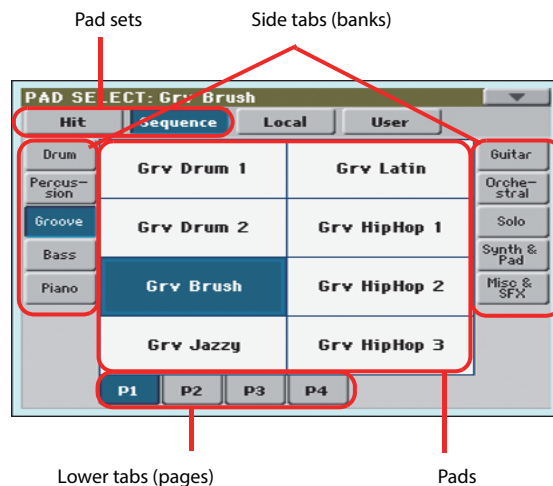 Pad sets
Side tabs (banks)
PAD SELECT: Grv Brush
Hit
Sequence
Local
User
Drum
Percus-
sion
Groove
Bass
Piano
Grv Drum 1
Grv Latin
Grv Drum 2
Grv HipHop 1
Grv Brush
Grv HipHop 2
Grv Jazzy
Grv HipHop 3
Guitar
Orche-
stral
Solo
Synth &
Pad
Misc &
SFX
P1
P2
P3
P4
Lower tabs (pages)
Pads